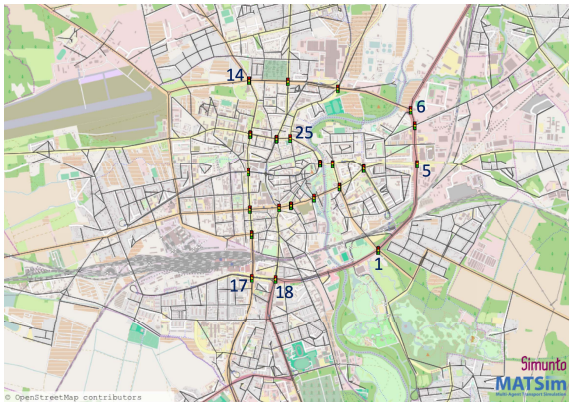 14
6
25
5
1
17
18
Simunto
MATSim
Multi-Agent Transport Simulation
© OpenStreetMap contributors